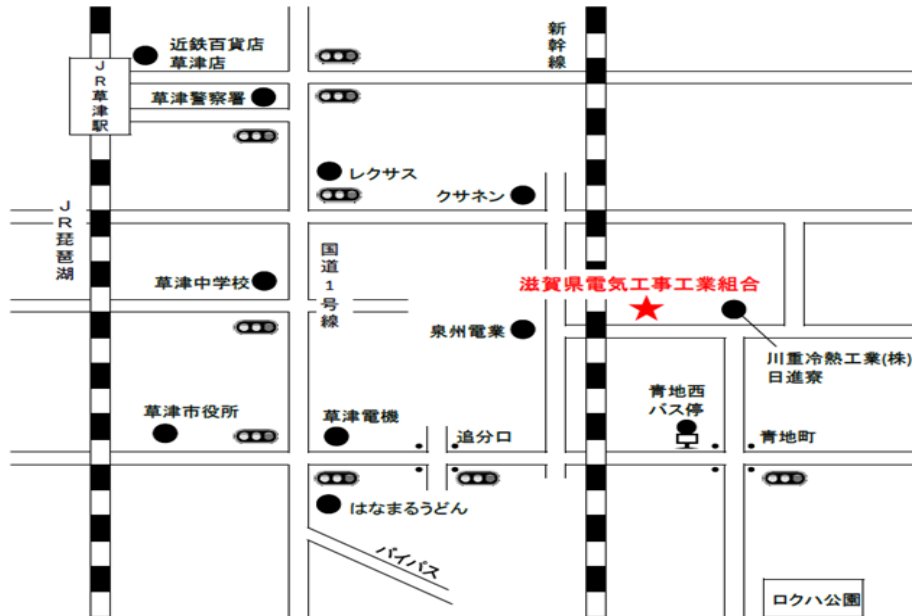 近鉄百貨店
草津店
新幹線
JR草津駅
草津警察署
レクサス
クサネン
JR琵琶湖
国道1号線
草津中学校
滋賀県電気工事工業組合
泉州電業
川重冷熱工業(株)
日進寮
青地西
バス停
草津市役所
草津電機
追分口
青地町
はなまるうどん
バイパス
ロクハ公園